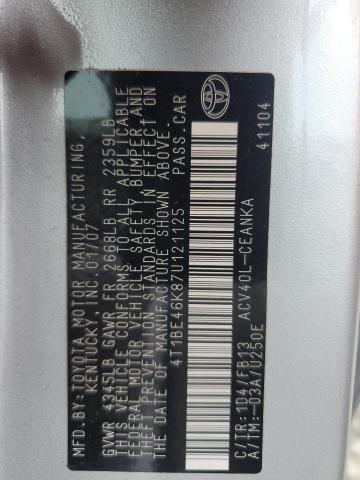 MFD. BY: TOYOTA MOTOR MANUFACTURING,
KENTUCKY, INC. 01/07
GVWR 4345LB GAWR FR 2668LB RR 2359LB
THIS VEHICLE CONFORMS TO ALL APPLICABLE
FEDERAL MOTOR VEHICLE SAFETY, BUMPER, AND
THEFT PREVENTION STANDARDS IN EFFECT ON
THE DATE OF MANUFACTURE SHOWN ABOVE.
4T1BE46K87U121125 PASS.CAR
ACV40L-CEANKA
C/TR:1D4/FB13
A/TM:-03A/U250E
41104